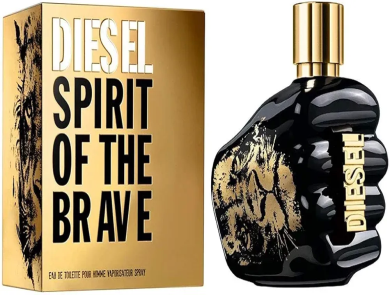 DIESEL
SPIRIT
OF THE
BRAVE
EAU DE TOILETTE POUR HOMME VAPORISATEUR SPRAY
DIESEL